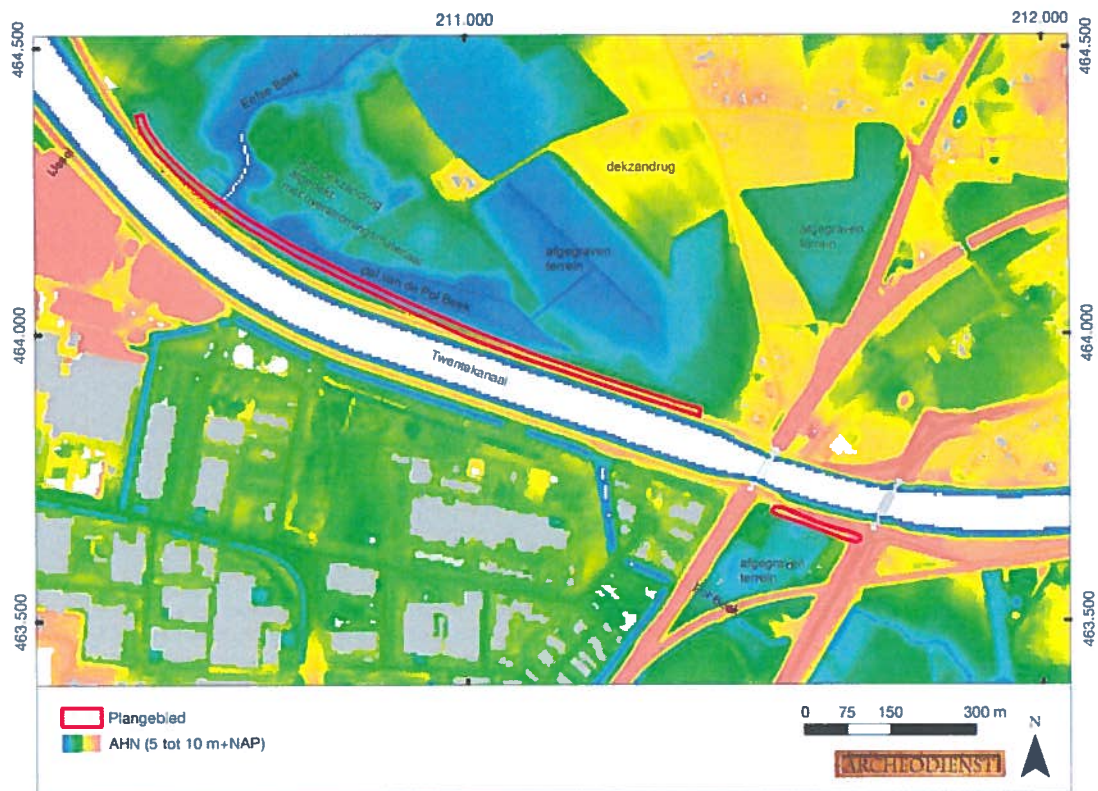 211.000
212.000
464.500
464.500
Eefse Beek
dekzandrug
afgegraven
terrein
afgegraven
terrein
met overstromingsmateriaal
dal van de Pol Beek
464.000
464.000
Twentekanaal
afgegraven
terrein
463.500
463.500
Plangebied
AHN (5 tot 10 m+NAP)
0 75 150 300 m
N
ARCHEODIENST